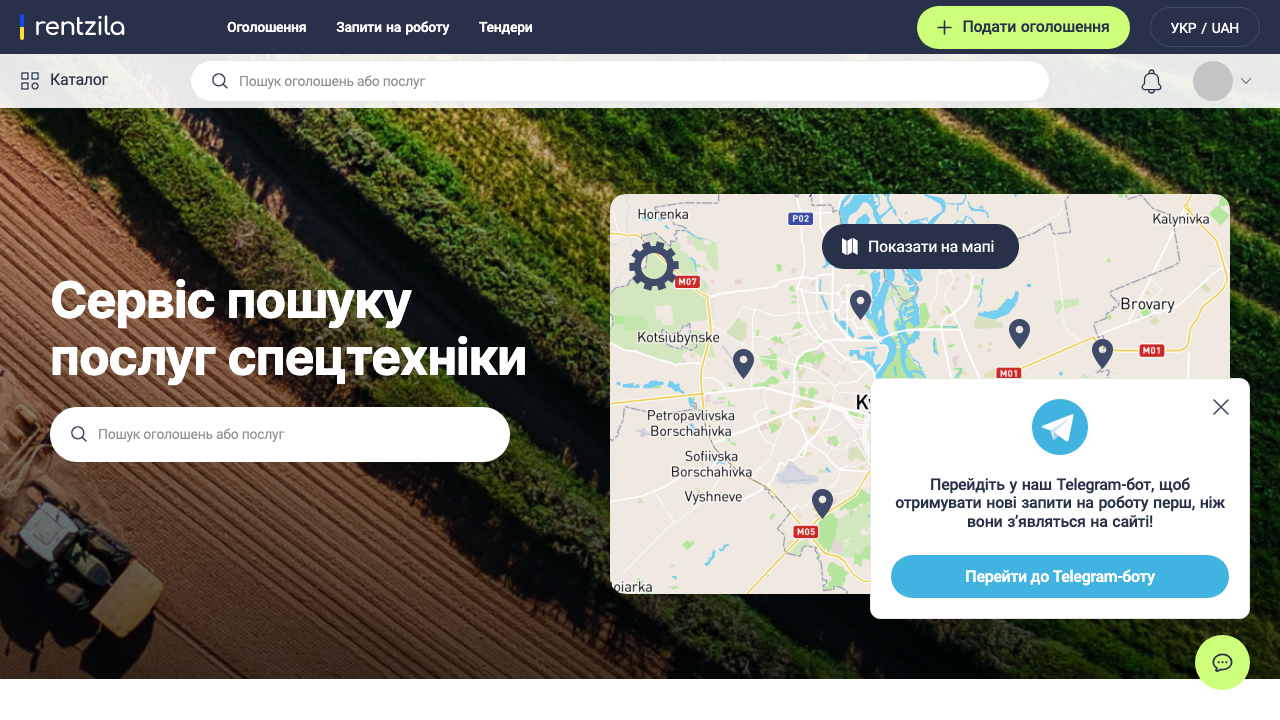 rentzila
Оголошення
Запити на роботу
Тендери
Подати оголошення
УКР / UAH
Каталог
Пошук оголошень або послуг
Сервіс пошуку
послуг спецтехніки
Пошук оголошень або послуг
Horenka
P02
Kalynivka
Показати на мапі
M07
Brovary
Kotsiubynske
M01
M01
Petropavlivska
Borschahivka
Sofiivska
Borschahivka
Vyshneve
M05
Перейдіть у наш Telegram-бот, щоб
отримувати нові запити на роботу перш, ніж
вони з’являться на сайті!
Перейти до Telegram-боту